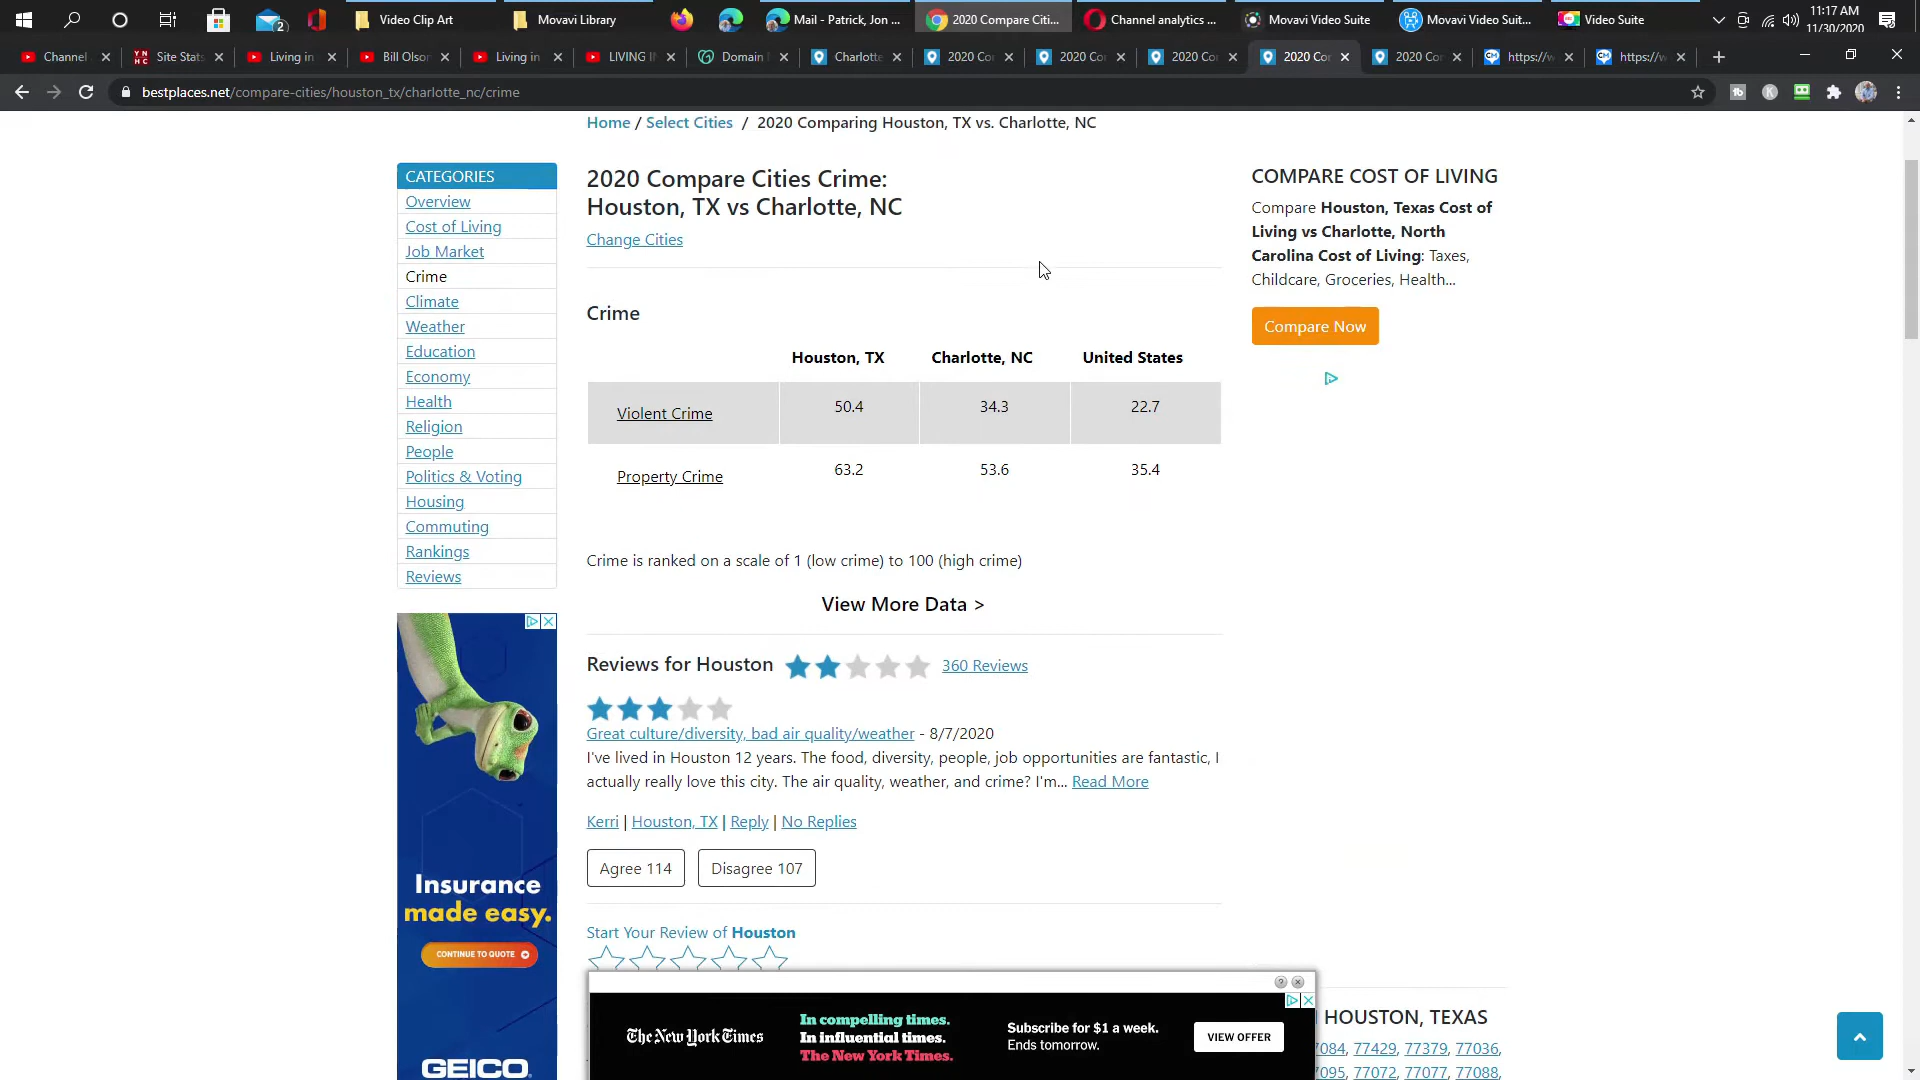 Video Clip Art
Movavi Library
2
Mail - Patrick, Jon ...
2020 Compare Citi...
Channel analytics ...
Movavi Video Suite
Movavi Video Suit...
Video Suite
11:17 AM
11/30/2020
Channel
Site Stats
Living in
Bill Olson
Living in
LIVING I
Domain
Charlotte
2020 Co
2020 Co
2020 Co
2020 Co
2020 Co
https://w
https://w
bestplaces.net/compare-cities/houston_tx/charlotte_nc/crime
Home / Select Cities / 2020 Comparing Houston, TX vs. Charlotte, NC
CATEGORIES
Overview
Cost of Living
Job Market
Crime
Climate
Weather
Education
Economy
Health
Religion
People
Politics & Voting
Housing
Commuting
Rankings
Reviews
2020 Compare Cities Crime:
Houston, TX vs Charlotte, NC
Change Cities
Crime
Houston, TX Charlotte, NC United States
Violent Crime 50.4 34.3 22.7
Property Crime 63.2 53.6 35.4
Crime is ranked on a scale of 1 (low crime) to 100 (high crime)
View More Data >
Reviews for Houston 360 Reviews
Great culture/diversity, bad air quality/weather - 8/7/2020
I've lived in Houston 12 years. The food, diversity, people, job opportunities are fantastic, I
actually really love this city. The air quality, weather, and crime? I'm... Read More
Kerri | Houston, TX | Reply | No Replies
Agree 114 Disagree 107
Start Your Review of Houston
COMPARE COST OF LIVING
Compare Houston, Texas Cost of
Living vs Charlotte, North
Carolina Cost of Living: Taxes,
Childcare, Groceries, Health...
Compare Now
Insurance
made easy.
CONTINUE TO QUOTE
GEICO
The New York Times
In compelling times.
In influential times.
The New York Times.
Subscribe for $1 a week.
Ends tomorrow.
VIEW OFFER
HOUSTON, TEXAS
7084, 77429, 77379, 77036,
7095, 77072, 77077, 77088,